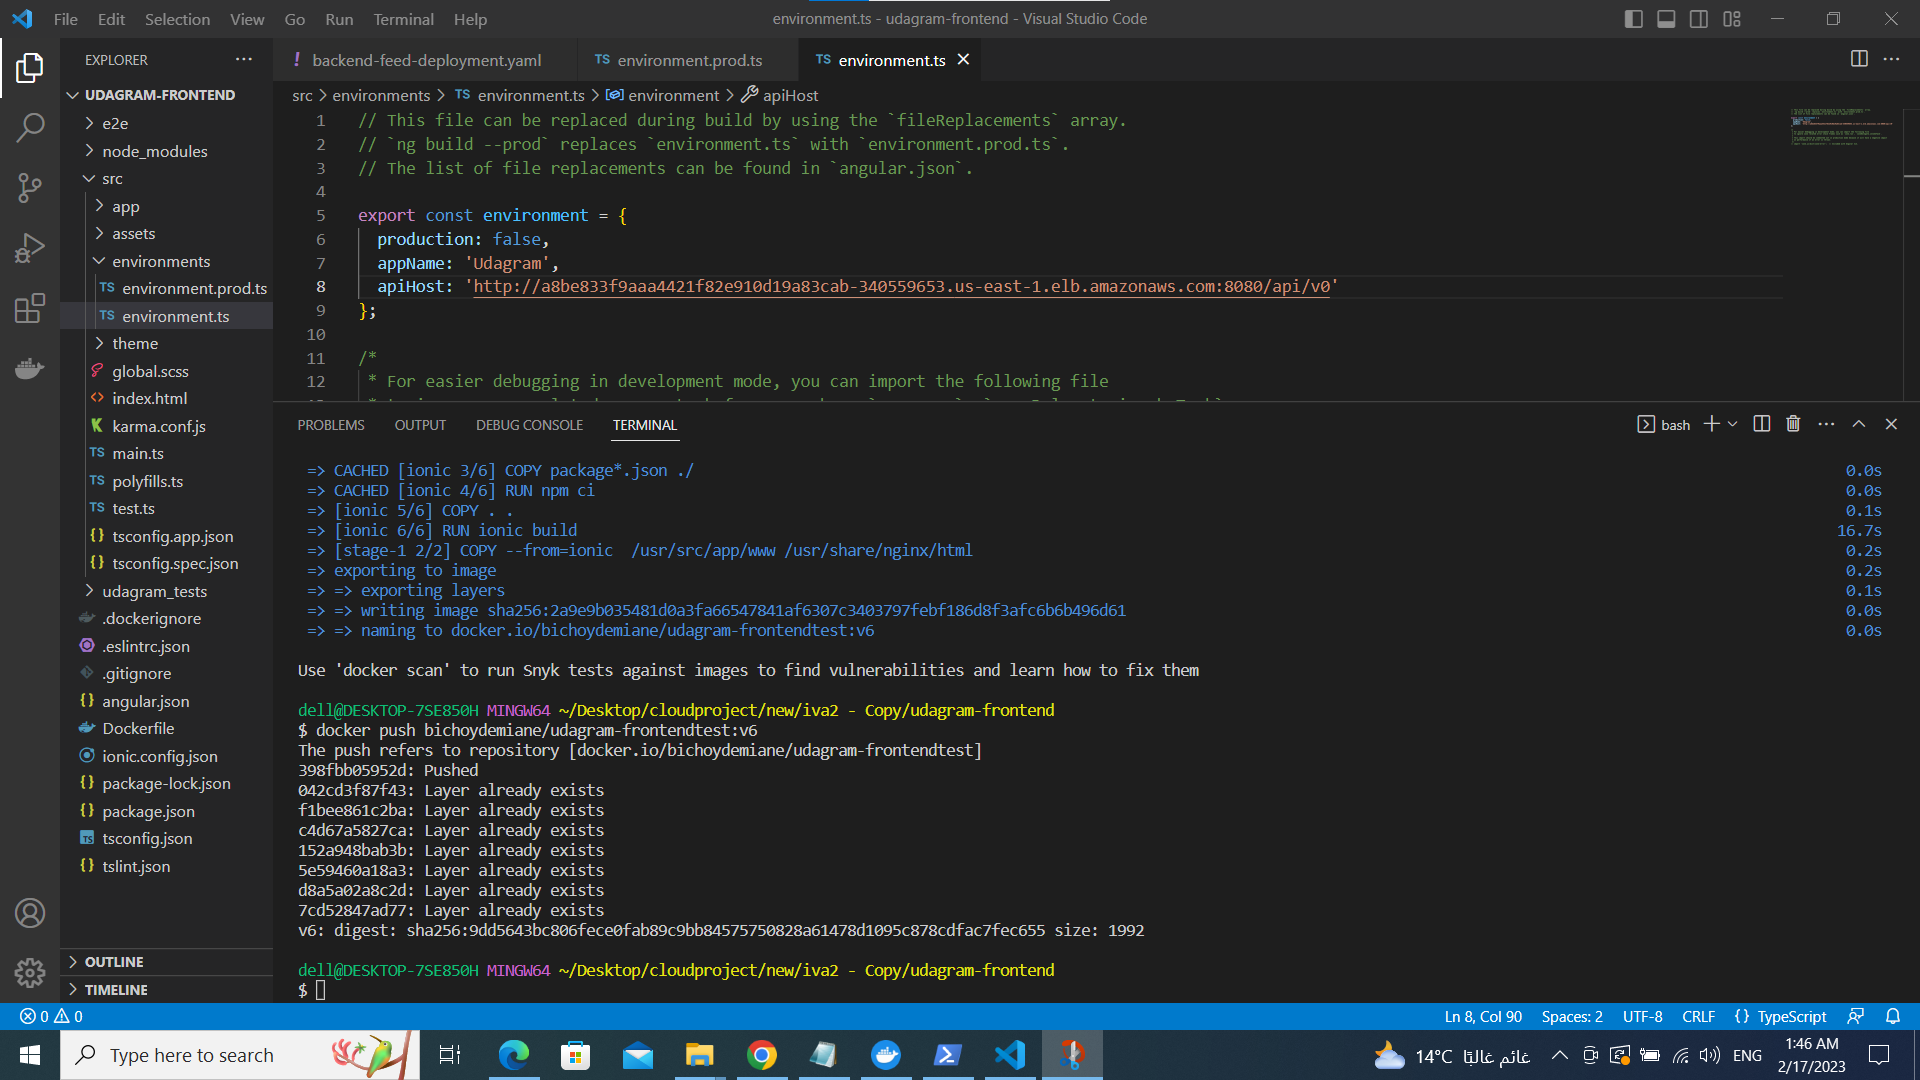 File Edit Selection View Go Run Terminal Help
environment.ts - udagram-frontend - Visual Studio Code
EXPLORER
UDAGRAM-FRONTEND
e2e
node_modules
src
app
assets
environments
TS environment.prod.ts
TS environment.ts
theme
global.scss
<> index.html
K karma.conf.js
TS main.ts
TS polyfills.ts
TS test.ts
{} tsconfig.app.json
{} tsconfig.spec.json
udagram_tests
.dockerignore
.eslintrc.json
.gitignore
{} angular.json
Dockerfile
ionic.config.json
{} package-lock.json
{} package.json
TS tsconfig.json
{} tslint.json
OUTLINE
TIMELINE
! backend-feed-deployment.yaml
TS environment.prod.ts
TS environment.ts
src > environments > TS environment.ts > environment > apiHost
1 // This file can be replaced during build by using the `fileReplacements` array.
2 // `ng build --prod` replaces `environment.ts` with `environment.prod.ts`.
3 // The list of file replacements can be found in `angular.json`.
4
5 export const environment = {
6 production: false,
7 appName: 'Udagram',
8 apiHost: 'http://a8be833f9aaa4421f82e910d19a83cab-340559653.us-east-1.elb.amazonaws.com:8080/api/v0'
9 };
10
11 /*
12 * For easier debugging in development mode, you can import the following file
PROBLEMS OUTPUT DEBUG CONSOLE TERMINAL
bash
=> CACHED [ionic 3/6] COPY package*.json ./ 0.0s
=> CACHED [ionic 4/6] RUN npm ci 0.0s
=> [ionic 5/6] COPY . . 0.1s
=> [ionic 6/6] RUN ionic build 16.7s
=> [stage-1 2/2] COPY --from=ionic  /usr/src/app/www /usr/share/nginx/html 0.2s
=> exporting to image 0.2s
=> => exporting layers 0.1s
=> => writing image sha256:2a9e9b035481d0a3fa66547841af6307c3403797febf186d8f3afc6b6b496d61 0.0s
=> => naming to docker.io/bichoydemiane/udagram-frontendtest:v6 0.0s
Use 'docker scan' to run Snyk tests against images to find vulnerabilities and learn how to fix them
dell@DESKTOP-7SE850H MINGW64 ~/Desktop/cloudproject/new/iva2 - Copy/udagram-frontend
$ docker push bichoydemiane/udagram-frontendtest:v6
The push refers to repository [docker.io/bichoydemiane/udagram-frontendtest]
398fbb05952d: Pushed
042cd3f87f43: Layer already exists
f1bee861c2ba: Layer already exists
c4d67a5827ca: Layer already exists
152a948bab3b: Layer already exists
5e59460a18a3: Layer already exists
d8a5a02a8c2d: Layer already exists
7cd52847ad77: Layer already exists
v6: digest: sha256:9dd5643bc806fece0fab89c9bb84575750828a61478d1095c878cdfac7fec655 size: 1992
dell@DESKTOP-7SE850H MINGW64 ~/Desktop/cloudproject/new/iva2 - Copy/udagram-frontend
$
0 0
Ln 8, Col 90 Spaces: 2 UTF-8 CRLF {} TypeScript
Type here to search
14°C غائم غالبًا
ENG
1:46 AM
2/17/2023